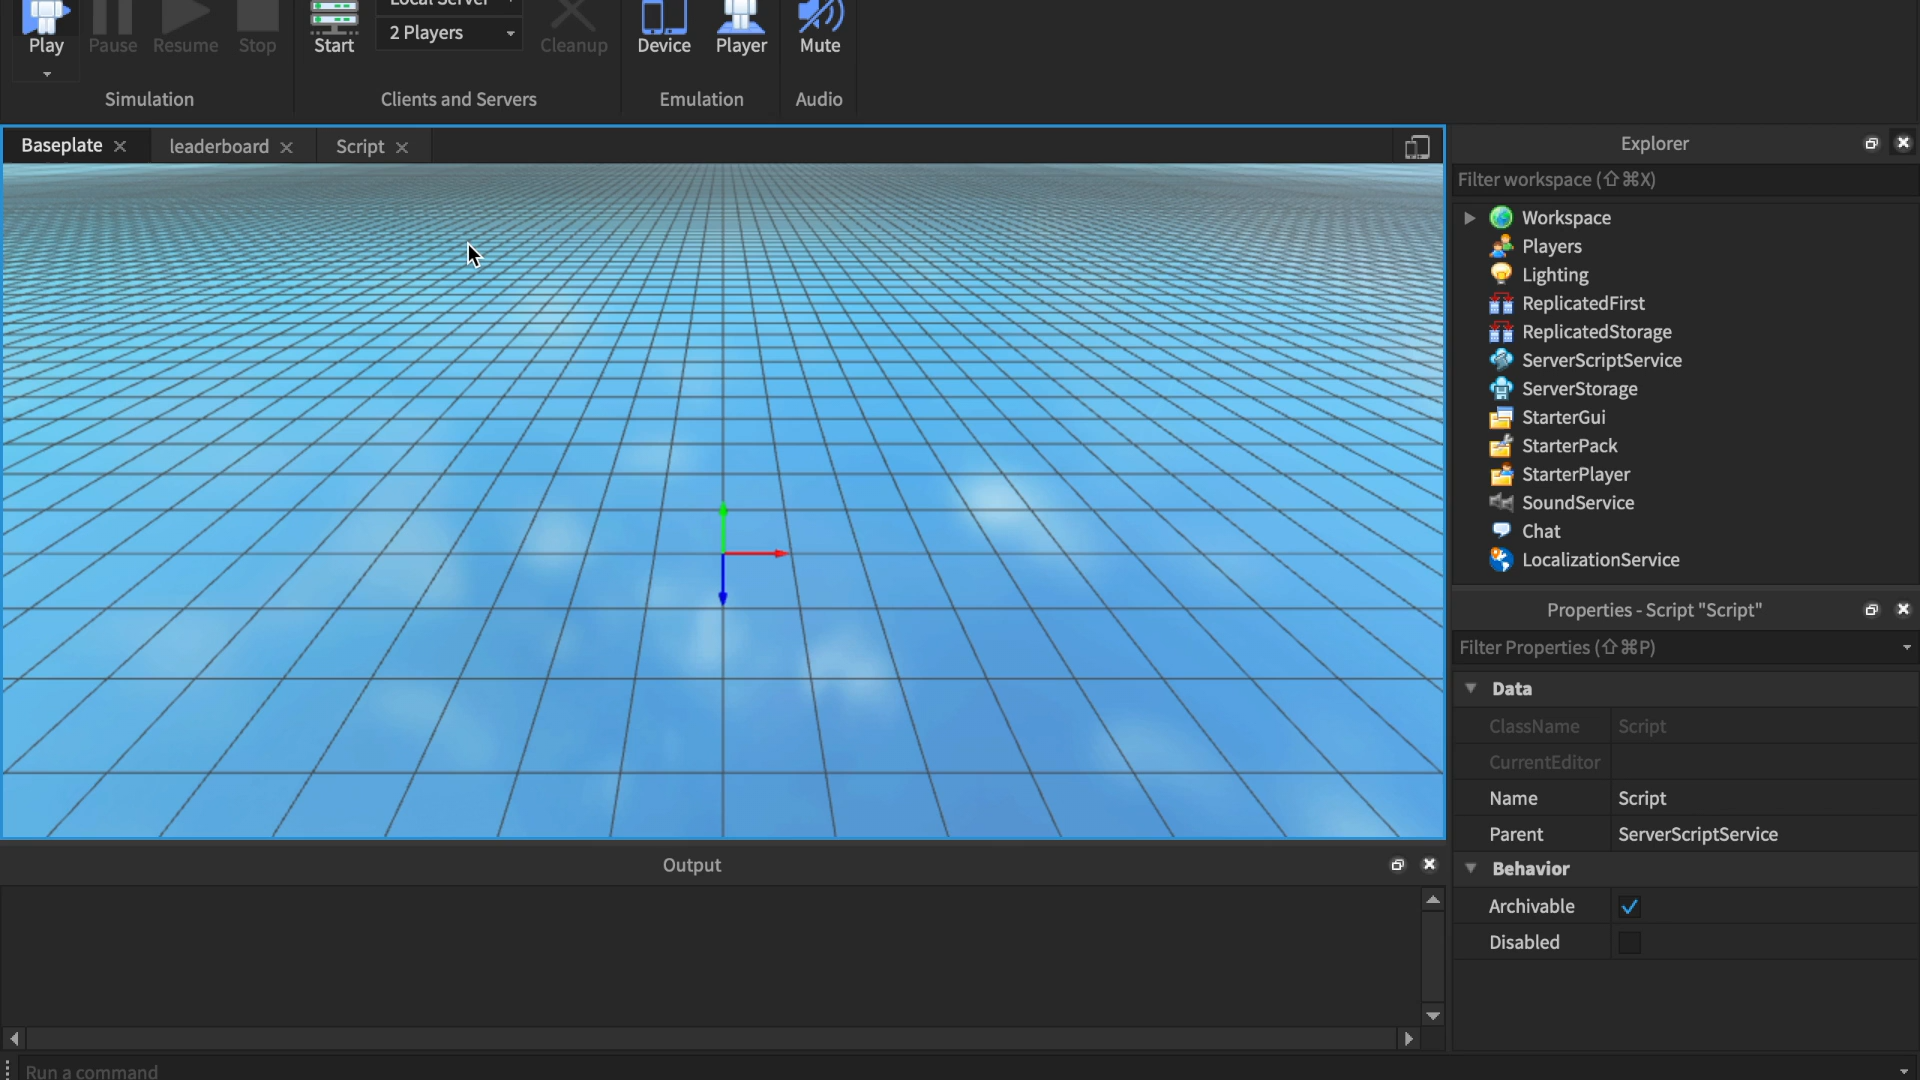 Local Server
Play Pause Resume Stop Start 2 Players Cleanup Device Player Mute
Simulation Clients and Servers Emulation Audio
Baseplate leaderboard Script
Explorer
Filter workspace (⇧⌘X)
Workspace
Players
Lighting
ReplicatedFirst
ReplicatedStorage
ServerScriptService
ServerStorage
StarterGui
StarterPack
StarterPlayer
SoundService
Chat
LocalizationService
Properties - Script "Script"
Filter Properties (⇧⌘P)
Data
ClassName Script
CurrentEditor
Name Script
Parent ServerScriptService
Behavior
Archivable
Disabled
Output
Run a command